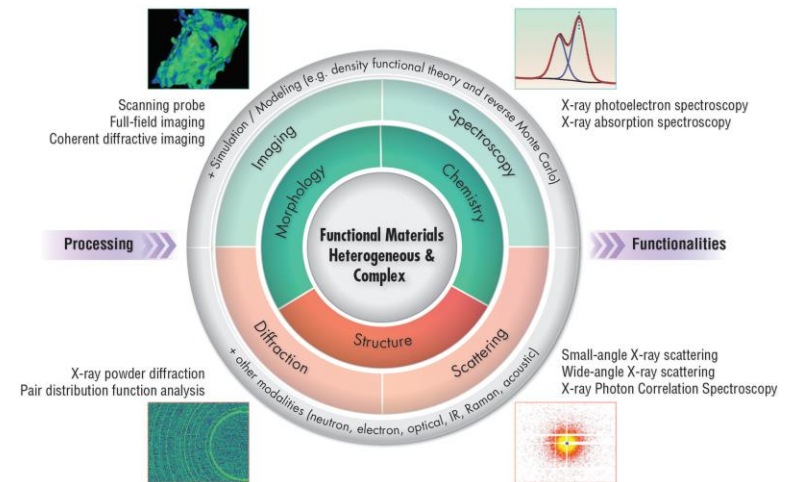 + Simulation / Modeling (e.g. density functional theory and reverse Monte Carlo)
Scanning probe
Full-field imaging
Coherent diffractive imaging
X-ray photoelectron spectroscopy
X-ray absorption spectroscopy
Imaging
Spectroscopy
Morphology
Chemistry
Processing
Functional Materials
Heterogeneous &
Complex
Functionalities
Structure
Diffraction
Scattering
X-ray powder diffraction
Pair distribution function analysis
Small-angle X-ray scattering
Wide-angle X-ray scattering
X-ray Photon Correlation Spectroscopy
+ other modalities (neutron, electron, optical, IR, Raman, acoustic)